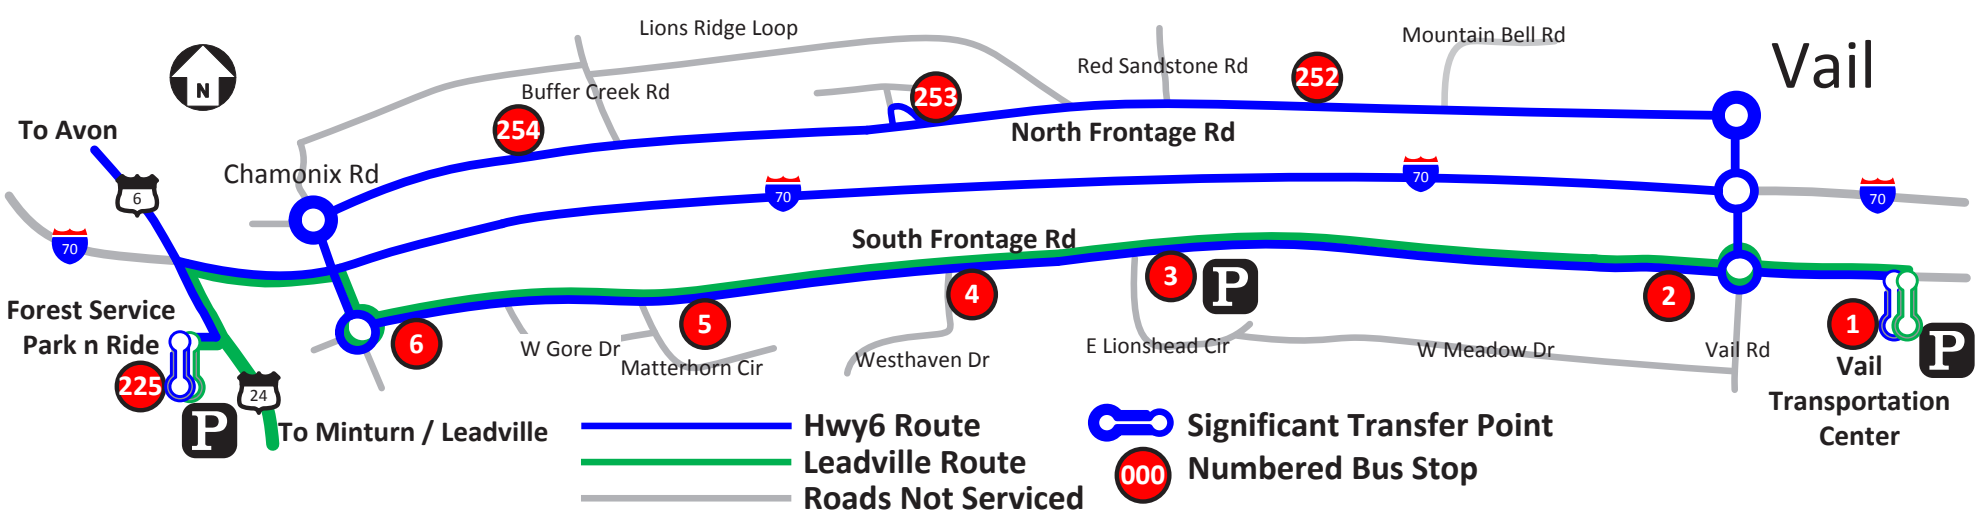 Lions Ridge Loop
Mountain Bell Rd
Vail
Red Sandstone Rd
252
N
Buffer Creek Rd
253
254
To Avon
North Frontage Rd
Chamonix Rd
6
70
70
70
70
South Frontage Rd
Forest Service
Park n Ride
225
P
24
To Minturn / Leadville
6
W Gore Dr
5
Matterhorn Cir
4
Westhaven Dr
3
P
E Lionshead Cir
W Meadow Dr
2
Vail Rd
1
P
Vail
Transportation
Center
Hwy6 Route
Leadville Route
Roads Not Serviced
Significant Transfer Point
000
Numbered Bus Stop